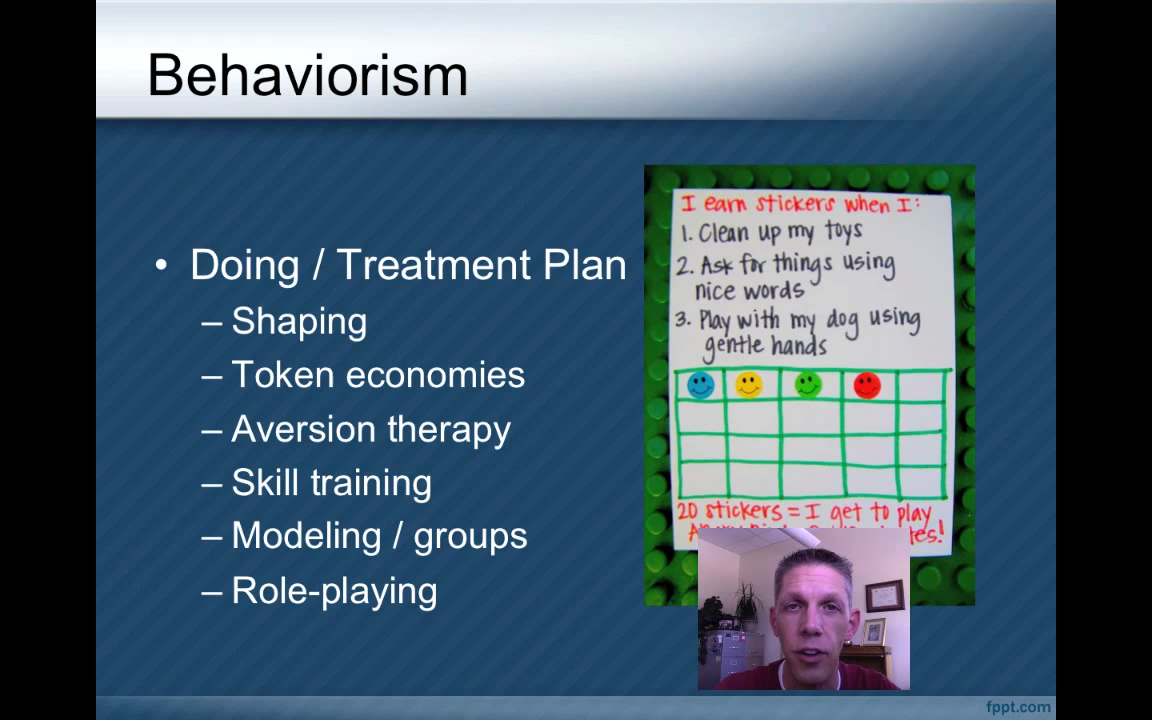 Behaviorism
• Doing / Treatment Plan
– Shaping
– Token economies
– Aversion therapy
– Skill training
– Modeling / groups
– Role-playing
I earn stickers when I:
1. Clean up my toys
2. Ask for things using
nice words
3. Play with my dog using
gentle hands
20 stickers = I get to play
fppt.com